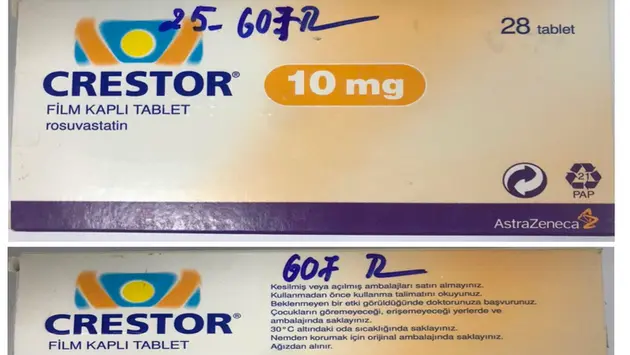 25-607R
28 tablet
CRESTOR®
10 mg
FİLM KAPLI TABLET
rosuvastatin
21
PAP
AstraZeneca
607 R
Kesilmiş veya açılmış ambalajları satın almayınız.
Kullanmadan önce kullanma talimatını okuyunuz.
Beklenmeyen bir etki görüldüğünde doktorunuza başvurunuz.
Çocukların göremeyeceği, erişemeyeceği yerlerde ve
ambalajında saklayınız.
30°C altındaki oda sıcaklığında saklayınız.
Nemden korumak için orijinal ambalajında saklayınız.
Ağızdan alınır.
CRESTOR®
FİLM KAPLI TABLET